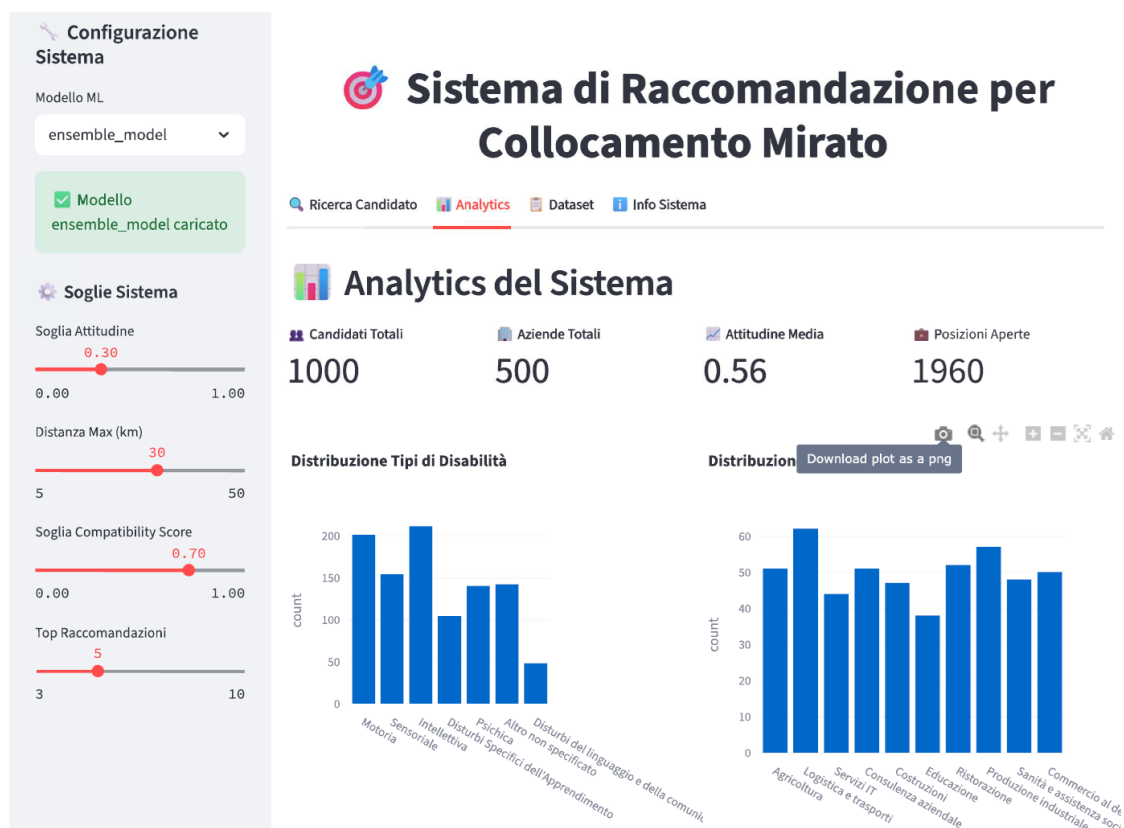 Configurazione
Sistema
Modello ML
ensemble_model
Modello
ensemble_model caricato
Soglie Sistema
Soglia Attitudine
0.30
0.00 1.00
Distanza Max (km)
30
5 50
Soglia Compatibility Score
0.70
0.00 1.00
Top Raccomandazioni
5
3 10
Sistema di Raccomandazione per
Collocamento Mirato
Ricerca Candidato Analytics Dataset Info Sistema
Analytics del Sistema
Candidati Totali Aziende Totali Attitudine Media Posizioni Aperte
1000 500 0.56 1960
Download plot as a png
Distribuzione Tipi di Disabilità
count
200
150
100
50
0
Motoria
Sensoriale
Intellettiva
Disturbi Specifici dell'Apprendimento
Psichica
Altro non specificato
Disturbi del linguaggio e della comuni
Distribuzion
count
60
50
40
30
20
10
0
Agricoltura
Logistica e trasporti
Servizi IT
Consulenza aziendale
Costruzioni
Educazione
Ristorazione
Produzione industriale
Sanità e assistenza soci
Commercio al de